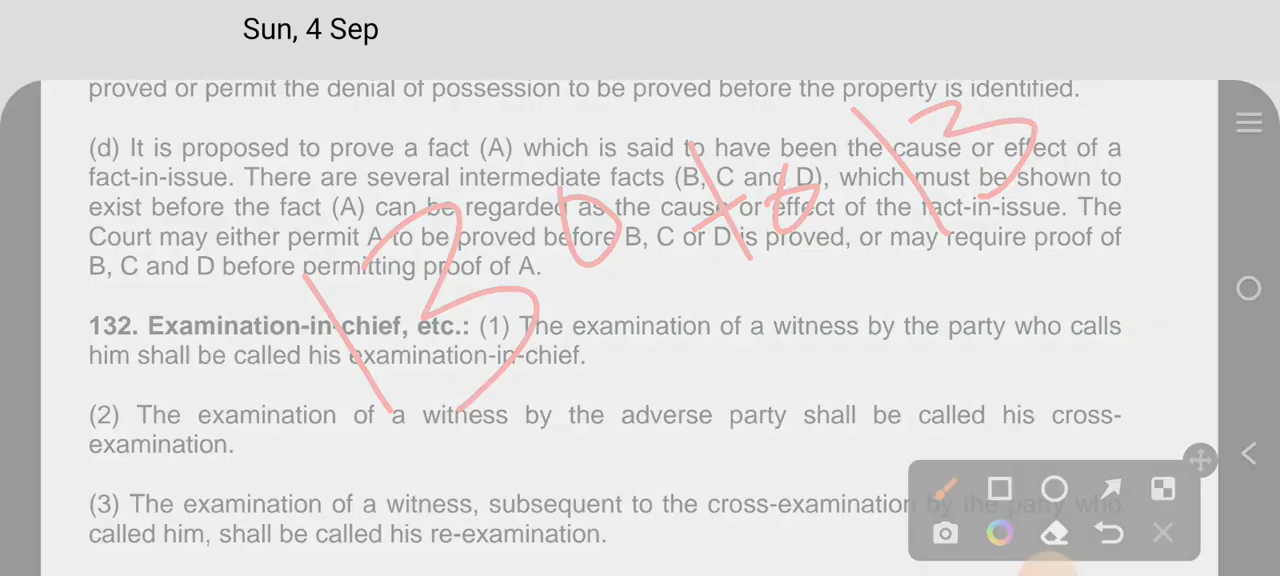 Sun, 4 Sep
proved or permit the denial of possession to be proved before the property is identified.
(d) It is proposed to prove a fact (A) which is said to have been the cause or effect of a
fact-in-issue. There are several intermediate facts (B, C and D), which must be shown to
exist before the fact (A) can be regarded as the cause or effect of the fact-in-issue. The
Court may either permit A to be proved before B, C or D is proved, or may require proof of
B, C and D before permitting proof of A.
130 to 13
132. Examination-in-chief, etc.: (1) The examination of a witness by the party who calls
him shall be called his examination-in-chief.
(2) The examination of a witness by the adverse party shall be called his cross-
examination.
(3) The examination of a witness, subsequent to the cross-examination by the party who
called him, shall be called his re-examination.